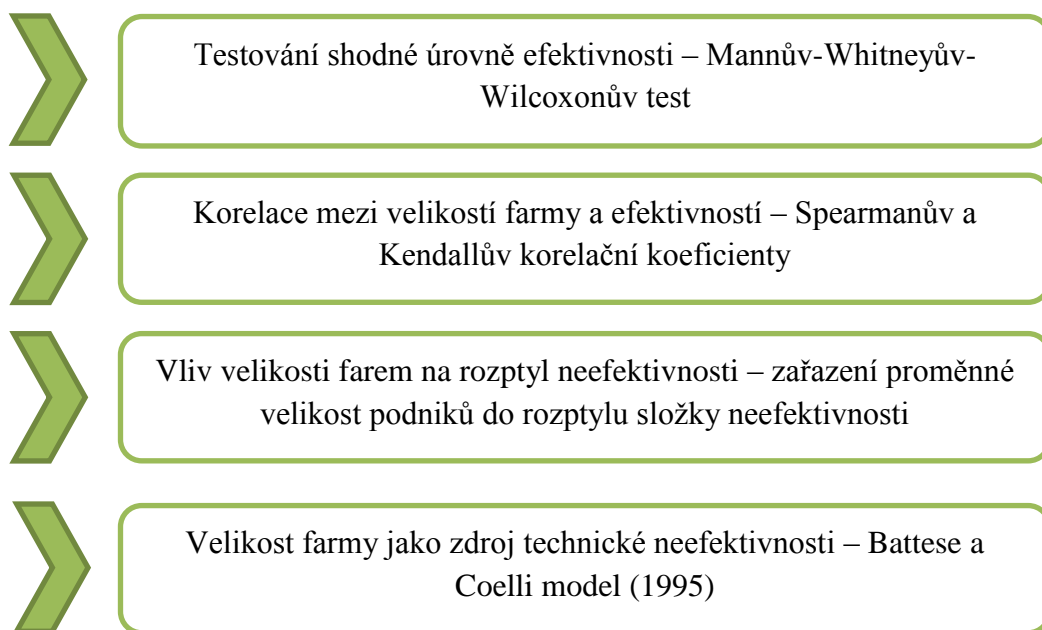 Testování shodné úrovně efektivnosti – Mannův-Whitneyův-
Wilcoxonův test
Korelace mezi velikostí farmy a efektivností – Spearmanův a
Kendallův korelační koeficienty
Vliv velikosti farem na rozptyl neefektivnosti – zařazení proměnné
velikost podniků do rozptylu složky neefektivnosti
Velikost farmy jako zdroj technické neefektivnosti – Battese a
Coelli model (1995)